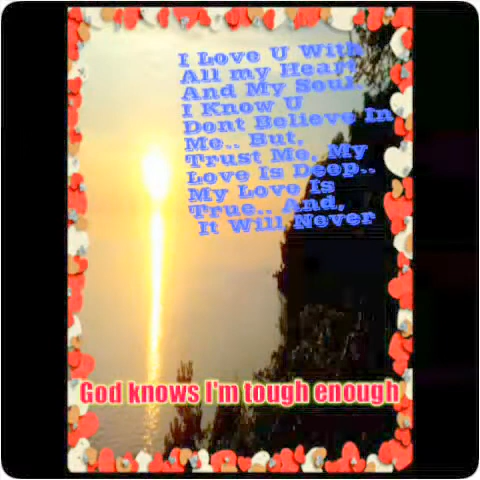 I Love U With
All my Heart
And My Soul.
I Know U
Dont Believe In
Me.. But,
Trust Me, My
Love Is Deep..
My Love Is
True.. And,
It Will Never
God knows I'm tough enough